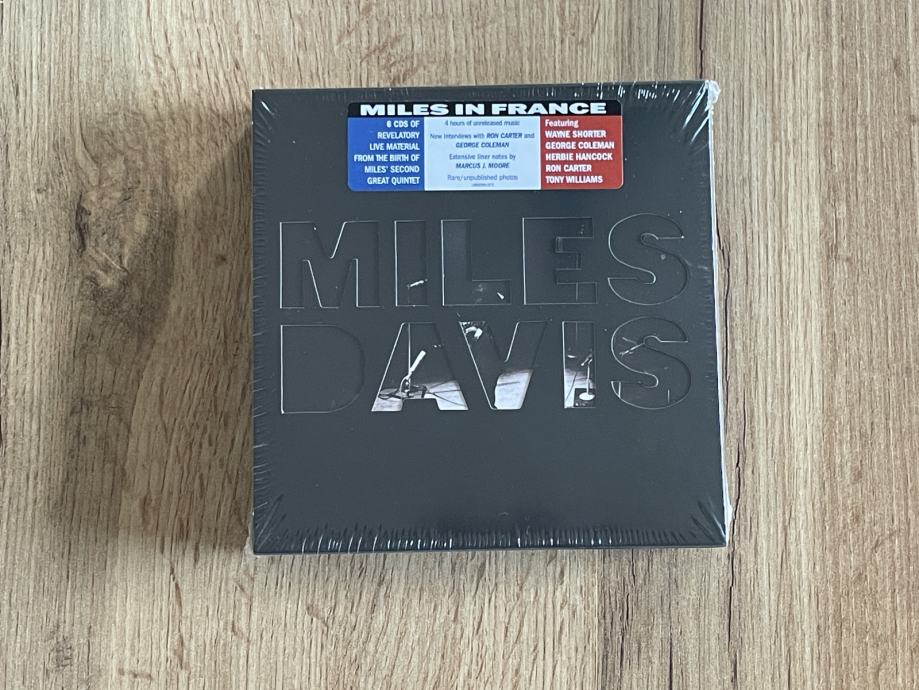 MILES IN FRANCE
6 CDS OF
REVELATORY
LIVE MATERIAL
FROM THE BIRTH OF
MILES' SECOND
GREAT QUINTET
4 hours of unreleased music
New interviews with RON CARTER and
GEORGE COLEMAN
Extensive liner notes by
MARCUS J. MOORE
Rare/unpublished photos
Featuring
WAYNE SHORTER
GEORGE COLEMAN
HERBIE HANCOCK
RON CARTER
TONY WILLIAMS
MILES
DAVIS